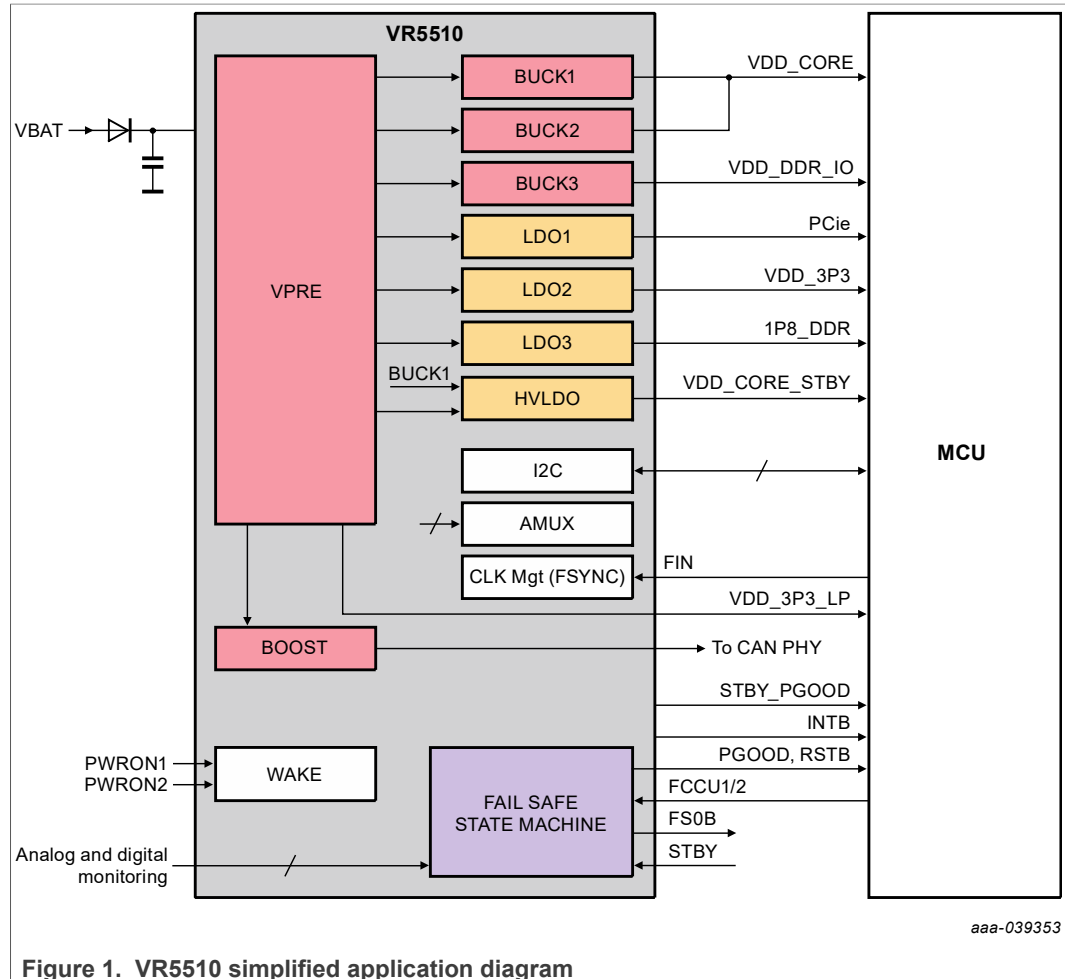 VR5510
VBAT
VPRE
BUCK1
BUCK2
BUCK3
LDO1
LDO2
LDO3
BUCK1
HVLDO
I2C
AMUX
CLK Mgt (FSYNC)
BOOST
WAKE
FAIL SAFE
STATE MACHINE
PWRON1
PWRON2
Analog and digital
monitoring
VDD_CORE
VDD_DDR_IO
PCie
VDD_3P3
1P8_DDR
VDD_CORE_STBY
FIN
VDD_3P3_LP
To CAN PHY
STBY_PGOOD
INTB
PGOOD, RSTB
FCCU1/2
FS0B
STBY
MCU
aaa-039353
Figure 1. VR5510 simplified application diagram